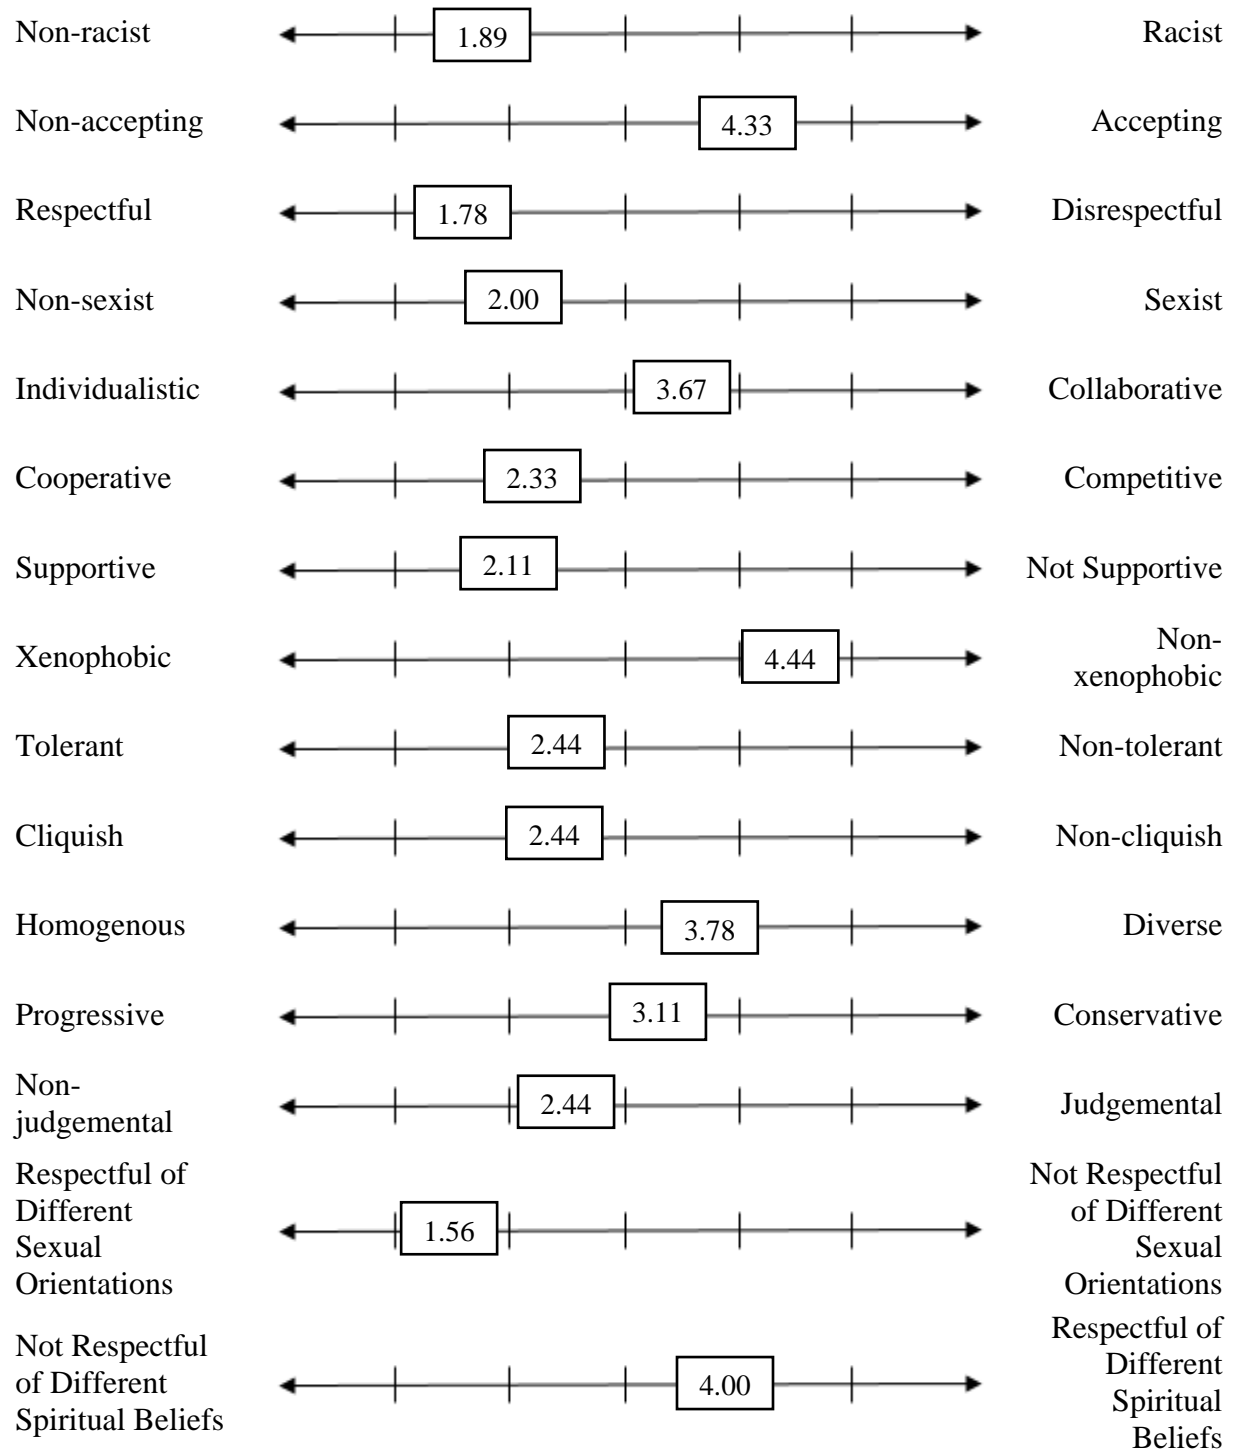 Non-racist 1.89 Racist
Non-accepting 4.33 Accepting
Respectful 1.78 Disrespectful
Non-sexist 2.00 Sexist
Individualistic 3.67 Collaborative
Cooperative 2.33 Competitive
Supportive 2.11 Not Supportive
Xenophobic 4.44 Non-
xenophobic
Tolerant 2.44 Non-tolerant
Cliquish 2.44 Non-cliquish
Homogenous 3.78 Diverse
Progressive 3.11 Conservative
Non-
judgemental 2.44 Judgemental
Respectful of
Different
Sexual
Orientations
1.56
Not Respectful
of Different
Sexual
Orientations
Not Respectful
of Different
Spiritual Beliefs
4.00
Respectful of
Different
Spiritual
Beliefs